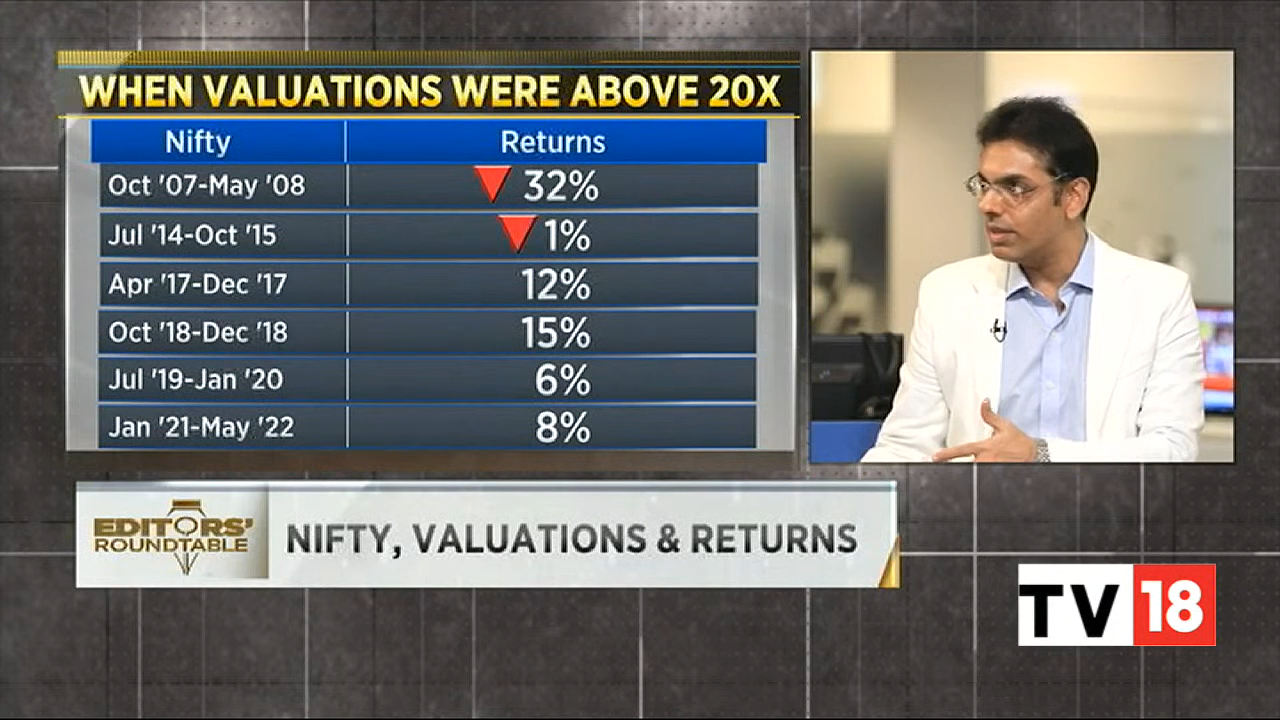 WHEN VALUATIONS WERE ABOVE 20X
Nifty Returns
Oct '07-May '08 32%
Jul '14-Oct '15 1%
Apr '17-Dec '17 12%
Oct '18-Dec '18 15%
Jul '19-Jan '20 6%
Jan '21-May '22 8%
EDITORS'
ROUNDTABLE
NIFTY, VALUATIONS & RETURNS
TV18